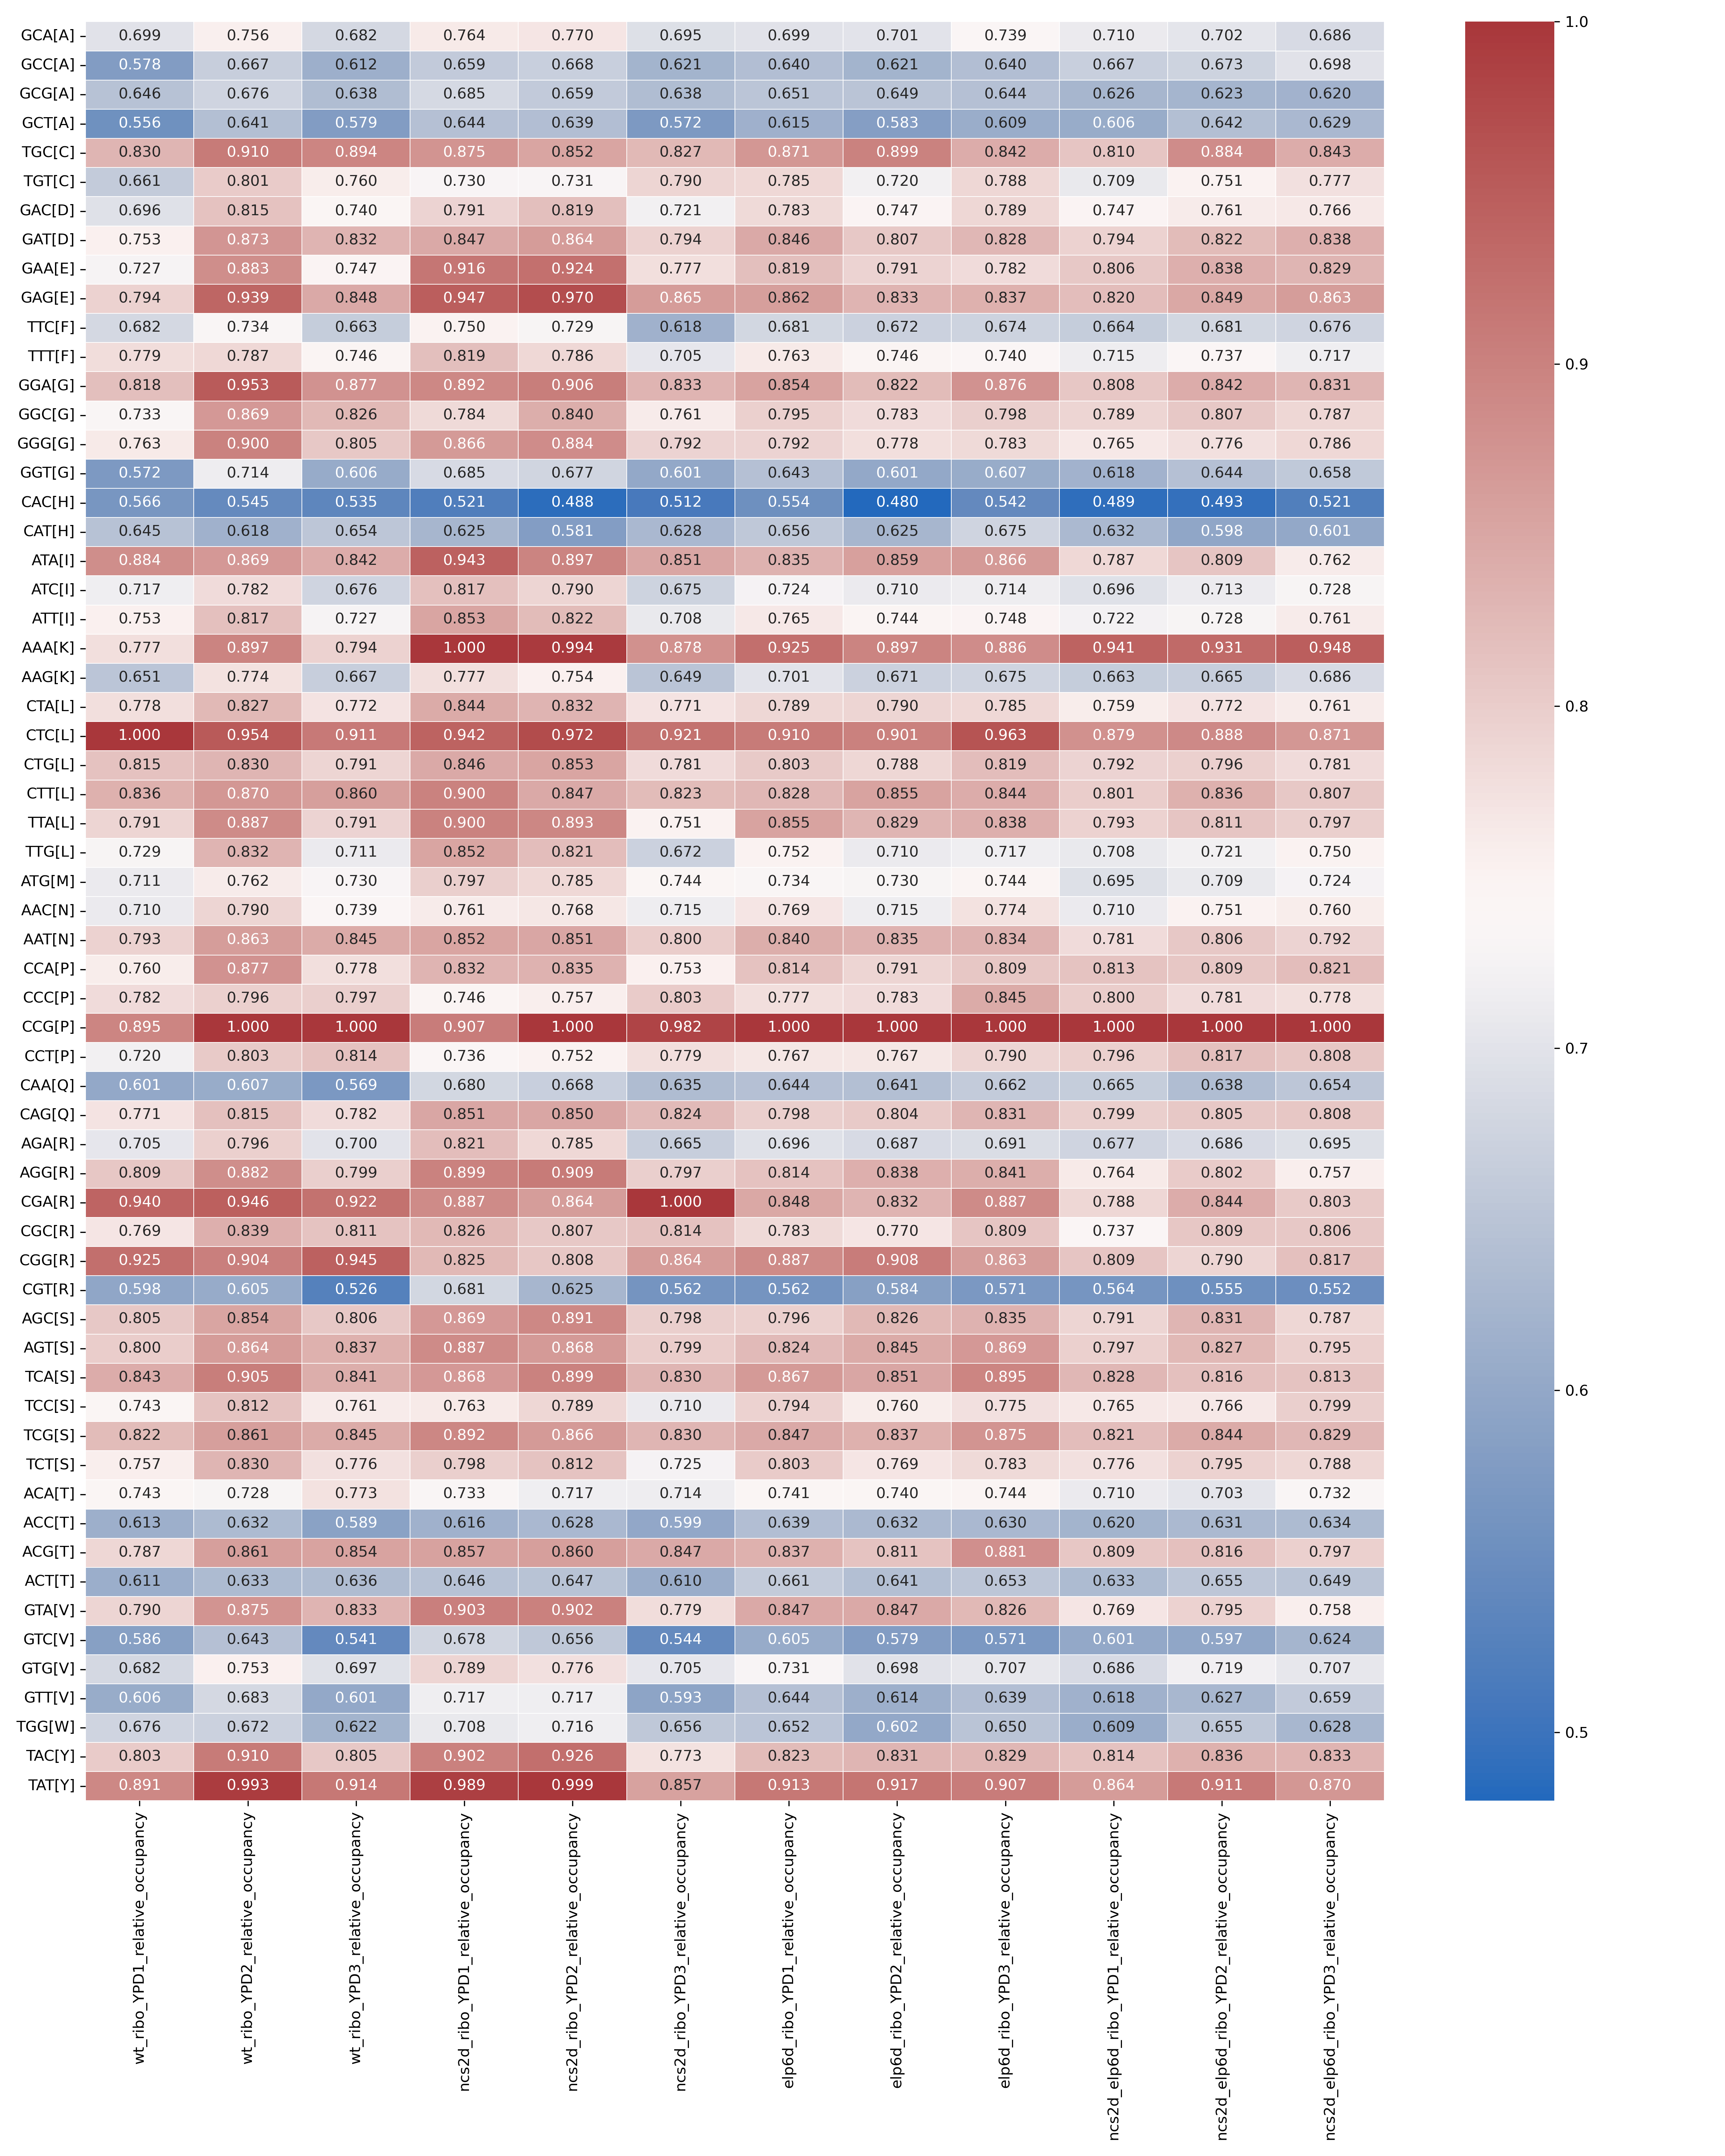 GCA[A] 0.699 0.756 0.682 0.764 0.770 0.695 0.699 0.701 0.739 0.710 0.702 0.686
GCC[A] 0.578 0.667 0.612 0.659 0.668 0.621 0.640 0.621 0.640 0.667 0.673 0.698
GCG[A] 0.646 0.676 0.638 0.685 0.659 0.638 0.651 0.649 0.644 0.626 0.623 0.620
GCT[A] 0.556 0.641 0.579 0.644 0.639 0.572 0.615 0.583 0.609 0.606 0.642 0.629
TGC[C] 0.830 0.910 0.894 0.875 0.852 0.827 0.871 0.899 0.842 0.810 0.884 0.843
TGT[C] 0.661 0.801 0.760 0.730 0.731 0.790 0.785 0.720 0.788 0.709 0.751 0.777
GAC[D] 0.696 0.815 0.740 0.791 0.819 0.721 0.783 0.747 0.789 0.747 0.761 0.766
GAT[D] 0.753 0.873 0.832 0.847 0.864 0.794 0.846 0.807 0.828 0.794 0.822 0.838
GAA[E] 0.727 0.883 0.747 0.916 0.924 0.777 0.819 0.791 0.782 0.806 0.838 0.829
GAG[E] 0.794 0.939 0.848 0.947 0.970 0.865 0.862 0.833 0.837 0.820 0.849 0.863
TTC[F] 0.682 0.734 0.663 0.750 0.729 0.618 0.681 0.672 0.674 0.664 0.681 0.676
TTT[F] 0.779 0.787 0.746 0.819 0.786 0.705 0.763 0.746 0.740 0.715 0.737 0.717
GGA[G] 0.818 0.953 0.877 0.892 0.906 0.833 0.854 0.822 0.876 0.808 0.842 0.831
GGC[G] 0.733 0.869 0.826 0.784 0.840 0.761 0.795 0.783 0.798 0.789 0.807 0.787
GGG[G] 0.763 0.900 0.805 0.866 0.884 0.792 0.792 0.778 0.783 0.765 0.776 0.786
GGT[G] 0.572 0.714 0.606 0.685 0.677 0.601 0.643 0.601 0.607 0.618 0.644 0.658
CAC[H] 0.566 0.545 0.535 0.521 0.488 0.512 0.554 0.480 0.542 0.489 0.493 0.521
CAT[H] 0.645 0.618 0.654 0.625 0.581 0.628 0.656 0.625 0.675 0.632 0.598 0.601
ATA[I] 0.884 0.869 0.842 0.943 0.897 0.851 0.835 0.859 0.866 0.787 0.809 0.762
ATC[I] 0.717 0.782 0.676 0.817 0.790 0.675 0.724 0.710 0.714 0.696 0.713 0.728
ATT[I] 0.753 0.817 0.727 0.853 0.822 0.708 0.765 0.744 0.748 0.722 0.728 0.761
AAA[K] 0.777 0.897 0.794 1.000 0.994 0.878 0.925 0.897 0.886 0.941 0.931 0.948
AAG[K] 0.651 0.774 0.667 0.777 0.754 0.649 0.701 0.671 0.675 0.663 0.665 0.686
CTA[L] 0.778 0.827 0.772 0.844 0.832 0.771 0.789 0.790 0.785 0.759 0.772 0.761
CTC[L] 1.000 0.954 0.911 0.942 0.972 0.921 0.910 0.901 0.963 0.879 0.888 0.871
CTG[L] 0.815 0.830 0.791 0.846 0.853 0.781 0.803 0.788 0.819 0.792 0.796 0.781
CTT[L] 0.836 0.870 0.860 0.900 0.847 0.823 0.828 0.855 0.844 0.801 0.836 0.807
TTA[L] 0.791 0.887 0.791 0.900 0.893 0.751 0.855 0.829 0.838 0.793 0.811 0.797
TTG[L] 0.729 0.832 0.711 0.852 0.821 0.672 0.752 0.710 0.717 0.708 0.721 0.750
ATG[M] 0.711 0.762 0.730 0.797 0.785 0.744 0.734 0.730 0.744 0.695 0.709 0.724
AAC[N] 0.710 0.790 0.739 0.761 0.768 0.715 0.769 0.715 0.774 0.710 0.751 0.760
AAT[N] 0.793 0.863 0.845 0.852 0.851 0.800 0.840 0.835 0.834 0.781 0.806 0.792
CCA[P] 0.760 0.877 0.778 0.832 0.835 0.753 0.814 0.791 0.809 0.813 0.809 0.821
CCC[P] 0.782 0.796 0.797 0.746 0.757 0.803 0.777 0.783 0.845 0.800 0.781 0.778
CCG[P] 0.895 1.000 1.000 0.907 1.000 0.982 1.000 1.000 1.000 1.000 1.000 1.000
CCT[P] 0.720 0.803 0.814 0.736 0.752 0.779 0.767 0.767 0.790 0.796 0.817 0.808
CAA[Q] 0.601 0.607 0.569 0.680 0.668 0.635 0.644 0.641 0.662 0.665 0.638 0.654
CAG[Q] 0.771 0.815 0.782 0.851 0.850 0.824 0.798 0.804 0.831 0.799 0.805 0.808
AGA[R] 0.705 0.796 0.700 0.821 0.785 0.665 0.696 0.687 0.691 0.677 0.686 0.695
AGG[R] 0.809 0.882 0.799 0.899 0.909 0.797 0.814 0.838 0.841 0.764 0.802 0.757
CGA[R] 0.940 0.946 0.922 0.887 0.864 1.000 0.848 0.832 0.887 0.788 0.844 0.803
CGC[R] 0.769 0.839 0.811 0.826 0.807 0.814 0.783 0.770 0.809 0.737 0.809 0.806
CGG[R] 0.925 0.904 0.945 0.825 0.808 0.864 0.887 0.908 0.863 0.809 0.790 0.817
CGT[R] 0.598 0.605 0.526 0.681 0.625 0.562 0.562 0.584 0.571 0.564 0.555 0.552
AGC[S] 0.805 0.854 0.806 0.869 0.891 0.798 0.796 0.826 0.835 0.791 0.831 0.787
AGT[S] 0.800 0.864 0.837 0.887 0.868 0.799 0.824 0.845 0.869 0.797 0.827 0.795
TCA[S] 0.843 0.905 0.841 0.868 0.899 0.830 0.867 0.851 0.895 0.828 0.816 0.813
TCC[S] 0.743 0.812 0.761 0.763 0.789 0.710 0.794 0.760 0.775 0.765 0.766 0.799
TCG[S] 0.822 0.861 0.845 0.892 0.866 0.830 0.847 0.837 0.875 0.821 0.844 0.829
TCT[S] 0.757 0.830 0.776 0.798 0.812 0.725 0.803 0.769 0.783 0.776 0.795 0.788
ACA[T] 0.743 0.728 0.773 0.733 0.717 0.714 0.741 0.740 0.744 0.710 0.703 0.732
ACC[T] 0.613 0.632 0.589 0.616 0.628 0.599 0.639 0.632 0.630 0.620 0.631 0.634
ACG[T] 0.787 0.861 0.854 0.857 0.860 0.847 0.837 0.811 0.881 0.809 0.816 0.797
ACT[T] 0.611 0.633 0.636 0.646 0.647 0.610 0.661 0.641 0.653 0.633 0.655 0.649
GTA[V] 0.790 0.875 0.833 0.903 0.902 0.779 0.847 0.847 0.826 0.769 0.795 0.758
GTC[V] 0.586 0.643 0.541 0.678 0.656 0.544 0.605 0.579 0.571 0.601 0.597 0.624
GTG[V] 0.682 0.753 0.697 0.789 0.776 0.705 0.731 0.698 0.707 0.686 0.719 0.707
GTT[V] 0.606 0.683 0.601 0.717 0.717 0.593 0.644 0.614 0.639 0.618 0.627 0.659
TGG[W] 0.676 0.672 0.622 0.708 0.716 0.656 0.652 0.602 0.650 0.609 0.655 0.628
TAC[Y] 0.803 0.910 0.805 0.902 0.926 0.773 0.823 0.831 0.829 0.814 0.836 0.833
TAT[Y] 0.891 0.993 0.914 0.989 0.999 0.857 0.913 0.917 0.907 0.864 0.911 0.870
wt_ribo_YPD1_relative_occupancy
wt_ribo_YPD2_relative_occupancy
wt_ribo_YPD3_relative_occupancy
ncs2d_ribo_YPD1_relative_occupancy
ncs2d_ribo_YPD2_relative_occupancy
ncs2d_ribo_YPD3_relative_occupancy
elp6d_ribo_YPD1_relative_occupancy
elp6d_ribo_YPD2_relative_occupancy
elp6d_ribo_YPD3_relative_occupancy
ncs2d_elp6d_ribo_YPD1_relative_occupancy
ncs2d_elp6d_ribo_YPD2_relative_occupancy
ncs2d_elp6d_ribo_YPD3_relative_occupancy
1.0
0.9
0.8
0.7
0.6
0.5